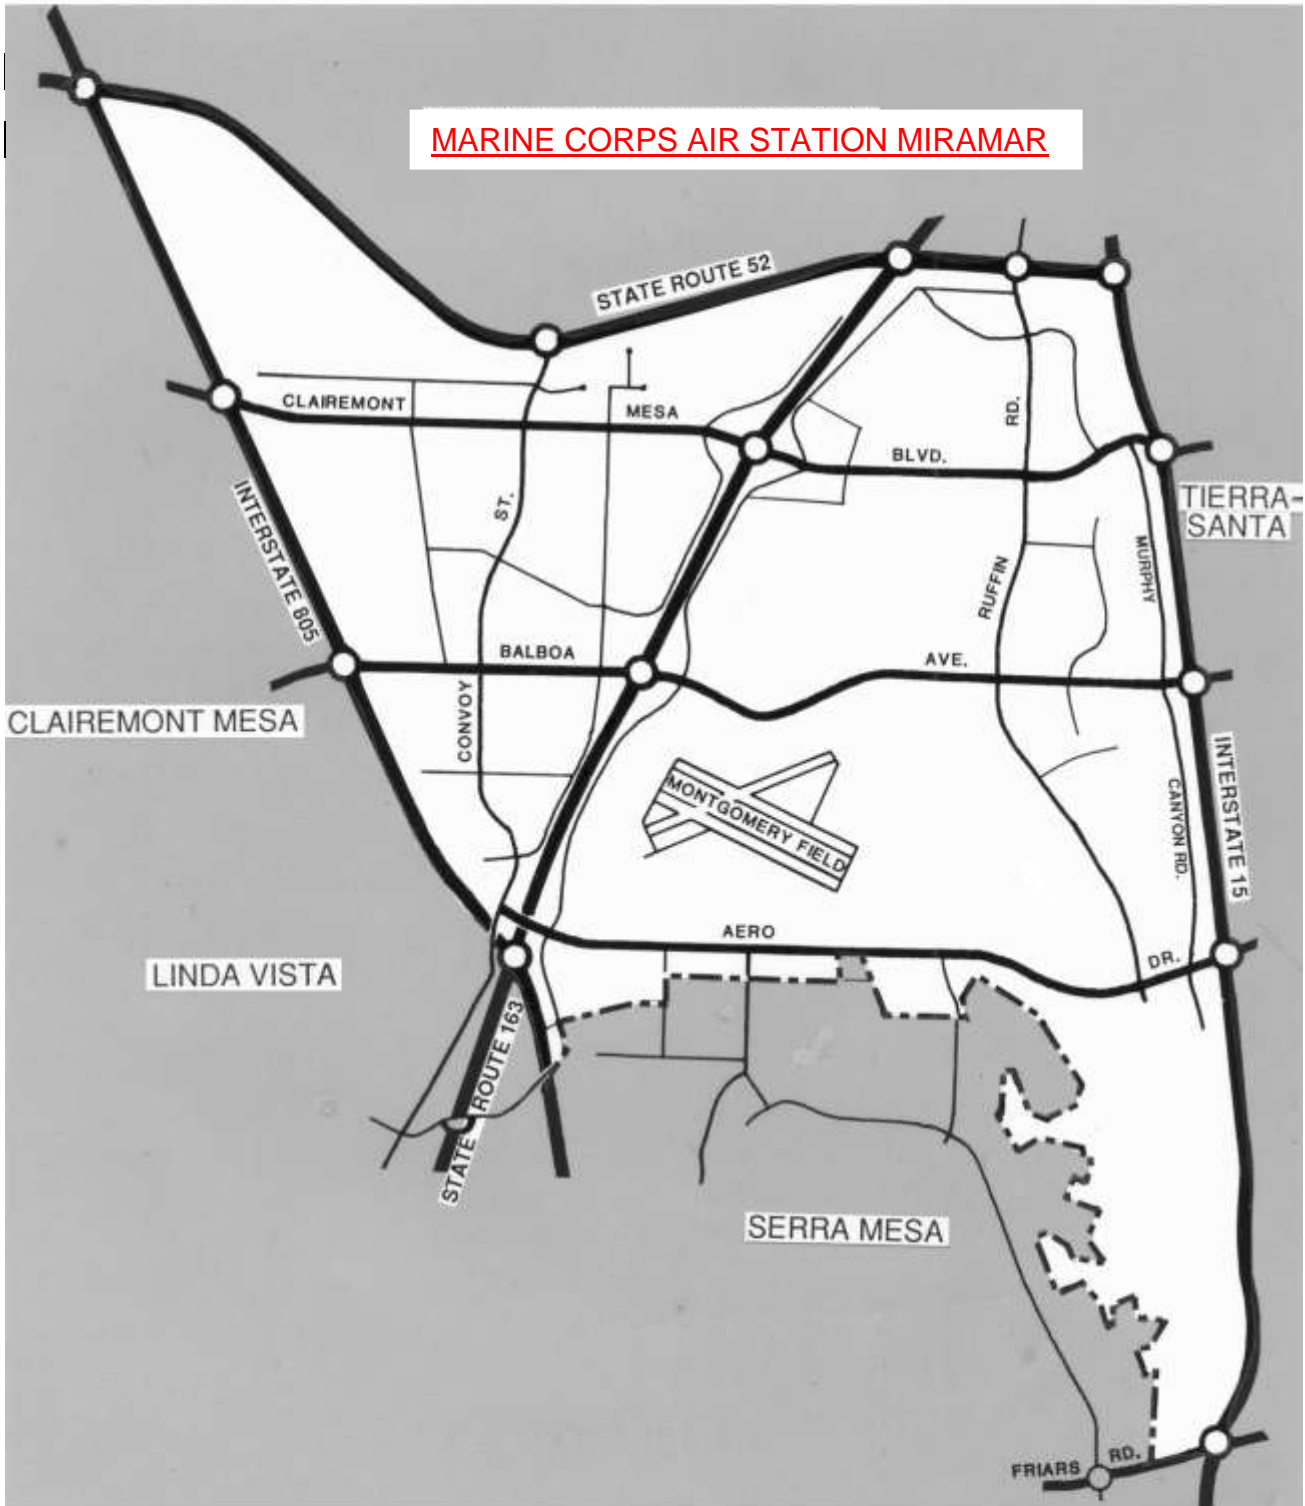 MARINE CORPS AIR STATION MIRAMAR
STATE ROUTE 52
CLAIREMONT
MESA
BLVD.
RD.
TIERRA-
SANTA
INTERSTATE 805
ST.
MURPHY
RUFFIN
BALBOA
AVE.
CONVOY
CLAIREMONT MESA
INTERSTATE 15
MONTGOMERY FIELD
CANYON RD.
AERO
DR.
LINDA VISTA
STATE ROUTE 163
SERRA MESA
FRIARS
RD.